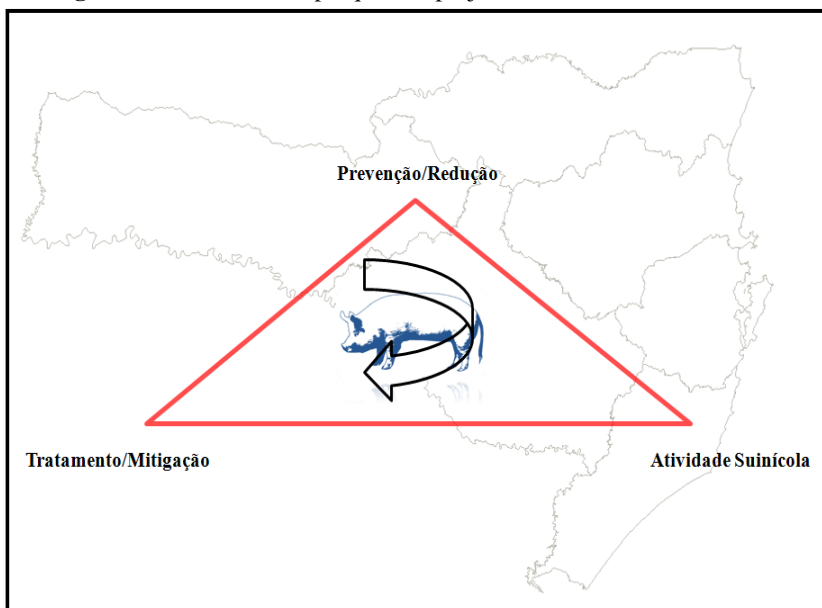 Prevenção/Redução
Tratamento/Mitigação
Atividade Suinícola